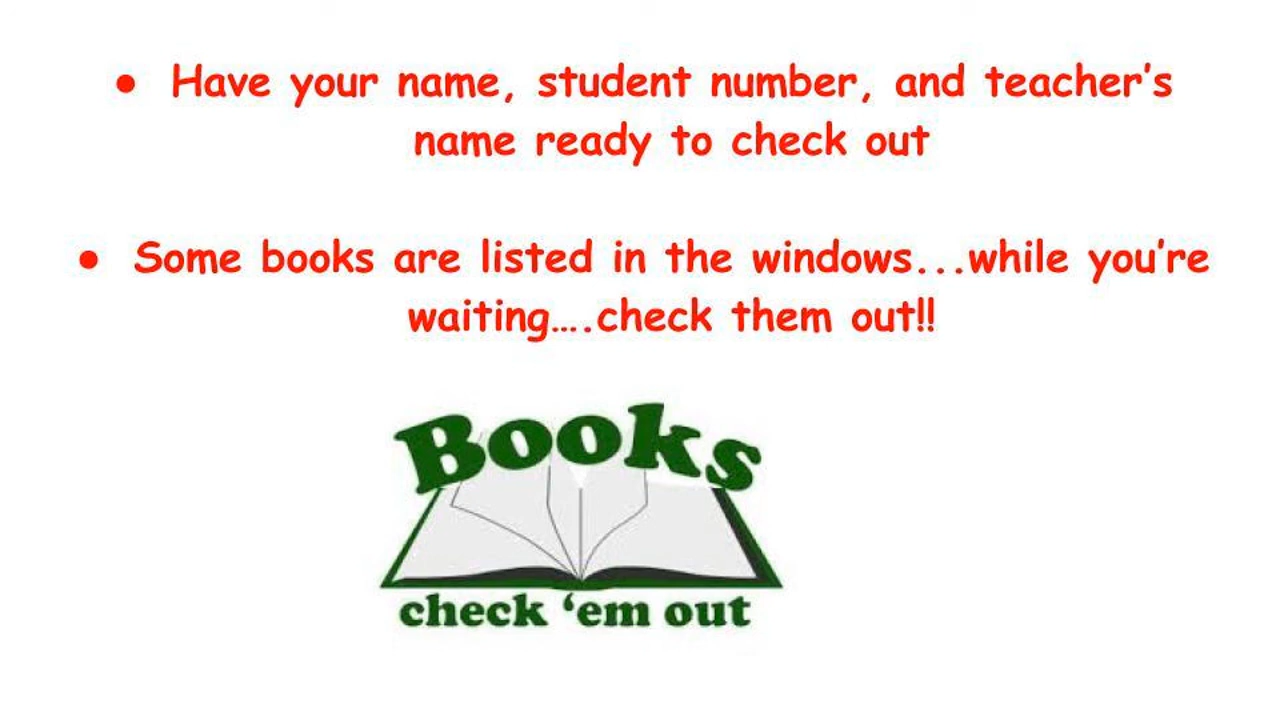 ● Have your name, student number, and teacher's
name ready to check out
● Some books are listed in the windows...while you're
waiting….check them out!!
Books
check ‘em out